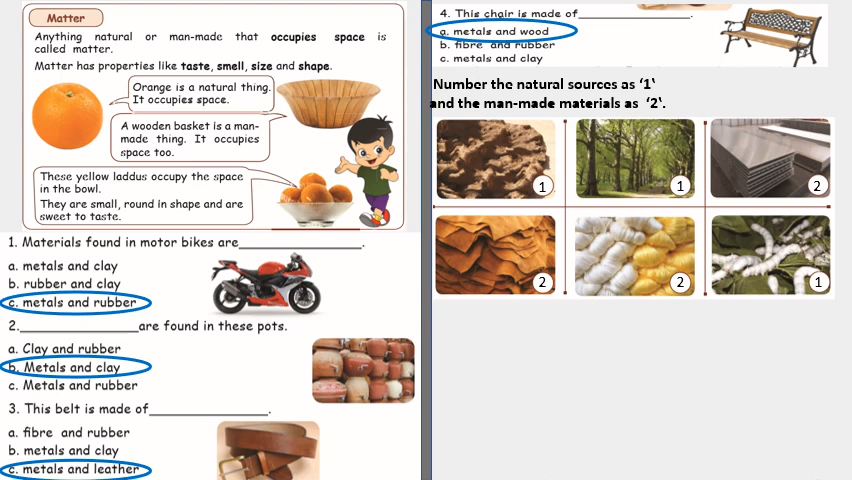 Matter
Anything natural or man-made that occupies space is
called matter.
Matter has properties like taste, smell, size and shape.
Orange is a natural thing.
It occupies space.
A wooden basket is a man-
made thing. It occupies
space too.
These yellow laddus occupy the space
in the bowl.
They are small, round in shape and are
sweet to taste.
1. Materials found in motor bikes are____________________.
a. metals and clay
b. rubber and clay
c. metals and rubber
2.____________________are found in these pots.
a. Clay and rubber
b. Metals and clay
c. Metals and rubber
3. This belt is made of____________________.
a. fibre and rubber
b. metals and clay
c. metals and leather
4. This chair is made of____________________.
a. metals and wood
b. fibre and rubber
c. metals and clay
Number the natural sources as ‘1‘
and the man-made materials as ‘2‘.
1
1
2
2
2
1